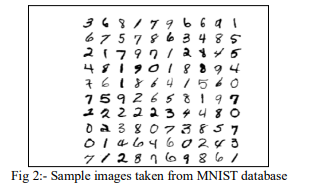 3 6 8 1 7 9 6 6 9 1
6 7 5 7 8 6 3 4 8 5
2 1 7 9 7 1 2 8 4 5
4 8 1 9 0 1 8 8 9 4
7 6 1 8 6 4 1 5 6 0
7 5 9 2 6 5 8 1 9 7
2 2 2 2 2 3 4 4 8 0
0 2 3 8 0 7 3 8 5 7
0 1 4 6 4 6 0 2 4 3
7 1 2 8 7 6 9 8 6 1
Fig 2:- Sample images taken from MNIST database